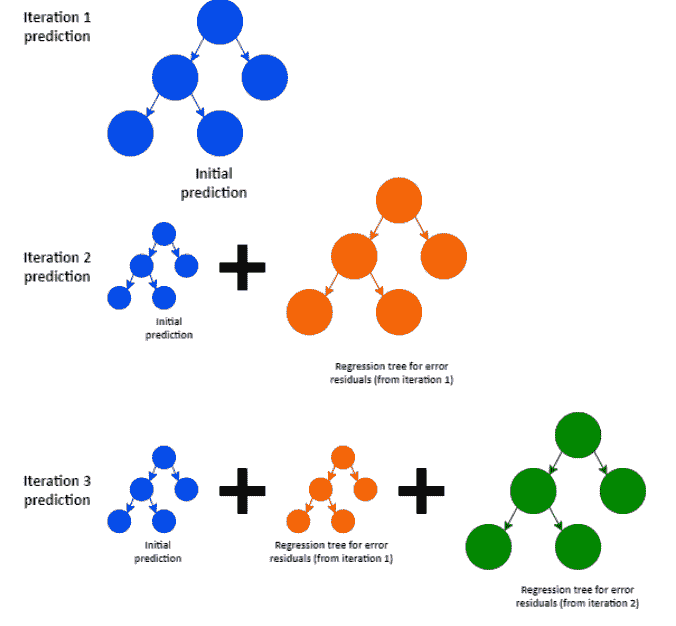 Iteration 1
prediction
Initial
prediction
Iteration 2
prediction
Initial
prediction
Regression tree for error
residuals (from iteration 1)
Iteration 3
prediction
Initial
prediction
Regression tree for error
residuals (from iteration 1)
Regression tree for error
residuals (from iteration 2)